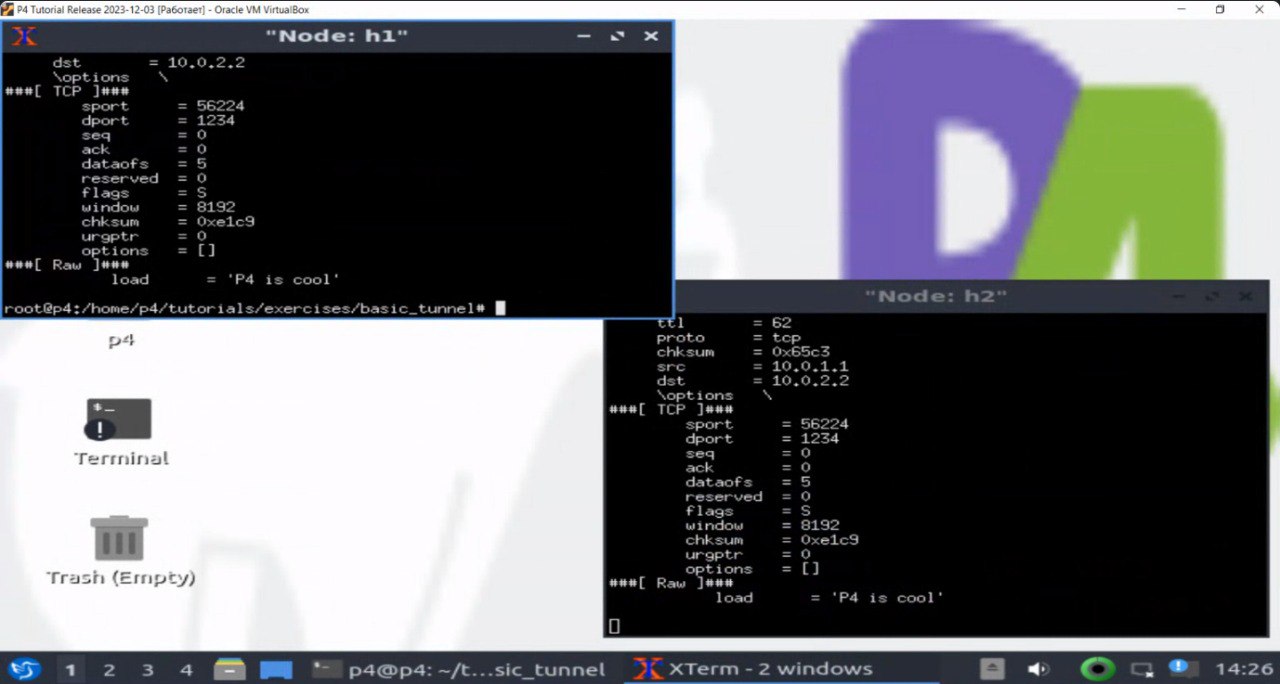 P4 Tutorial Release 2023-12-03 [Работает] - Oracle VM VirtualBox
"Node: h1"
dst = 10.0.2.2
\options \
###[ TCP ]###
sport = 56224
dport = 1234
seq = 0
ack = 0
dataofs = 5
reserved = 0
flags = S
window = 8192
chksum = 0xe1c9
urgptr = 0
options = []
###[ Raw ]###
load = 'P4 is cool'
root@p4:/home/p4/tutorials/exercises/basic_tunnel#
"Node: h2"
ttl = 62
proto = tcp
chksum = 0x65c3
src = 10.0.1.1
dst = 10.0.2.2
\options \
###[ TCP ]###
sport = 56224
dport = 1234
seq = 0
ack = 0
dataofs = 5
reserved = 0
flags = S
window = 8192
chksum = 0xe1c9
urgptr = 0
options = []
###[ Raw ]###
load = 'P4 is cool'
p4
Terminal
Trash (Empty)
1 2 3 4 p4@p4: ~/t...sic_tunnel XTerm - 2 windows 14:26